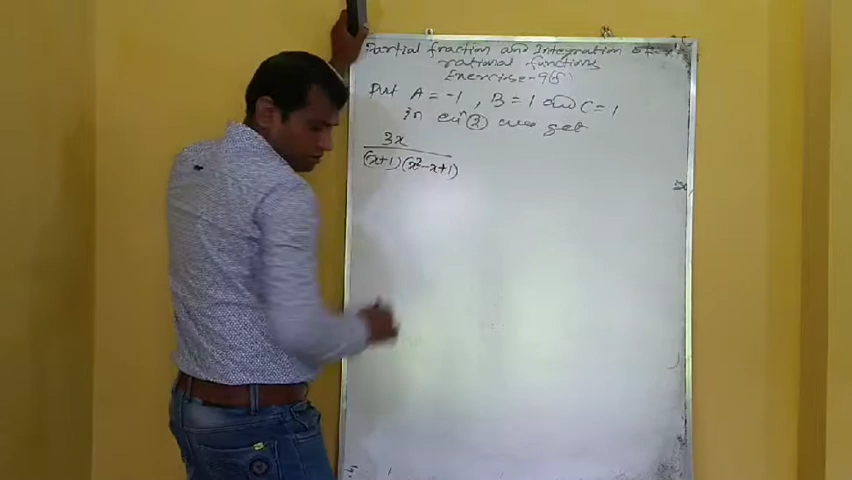 Partial fraction and Integration of
rational functions
Exercise-9(b)
Put A = -1, B = 1 and C = 1
in eqn (2) we get
3x
(x+1)(x²-x+1)